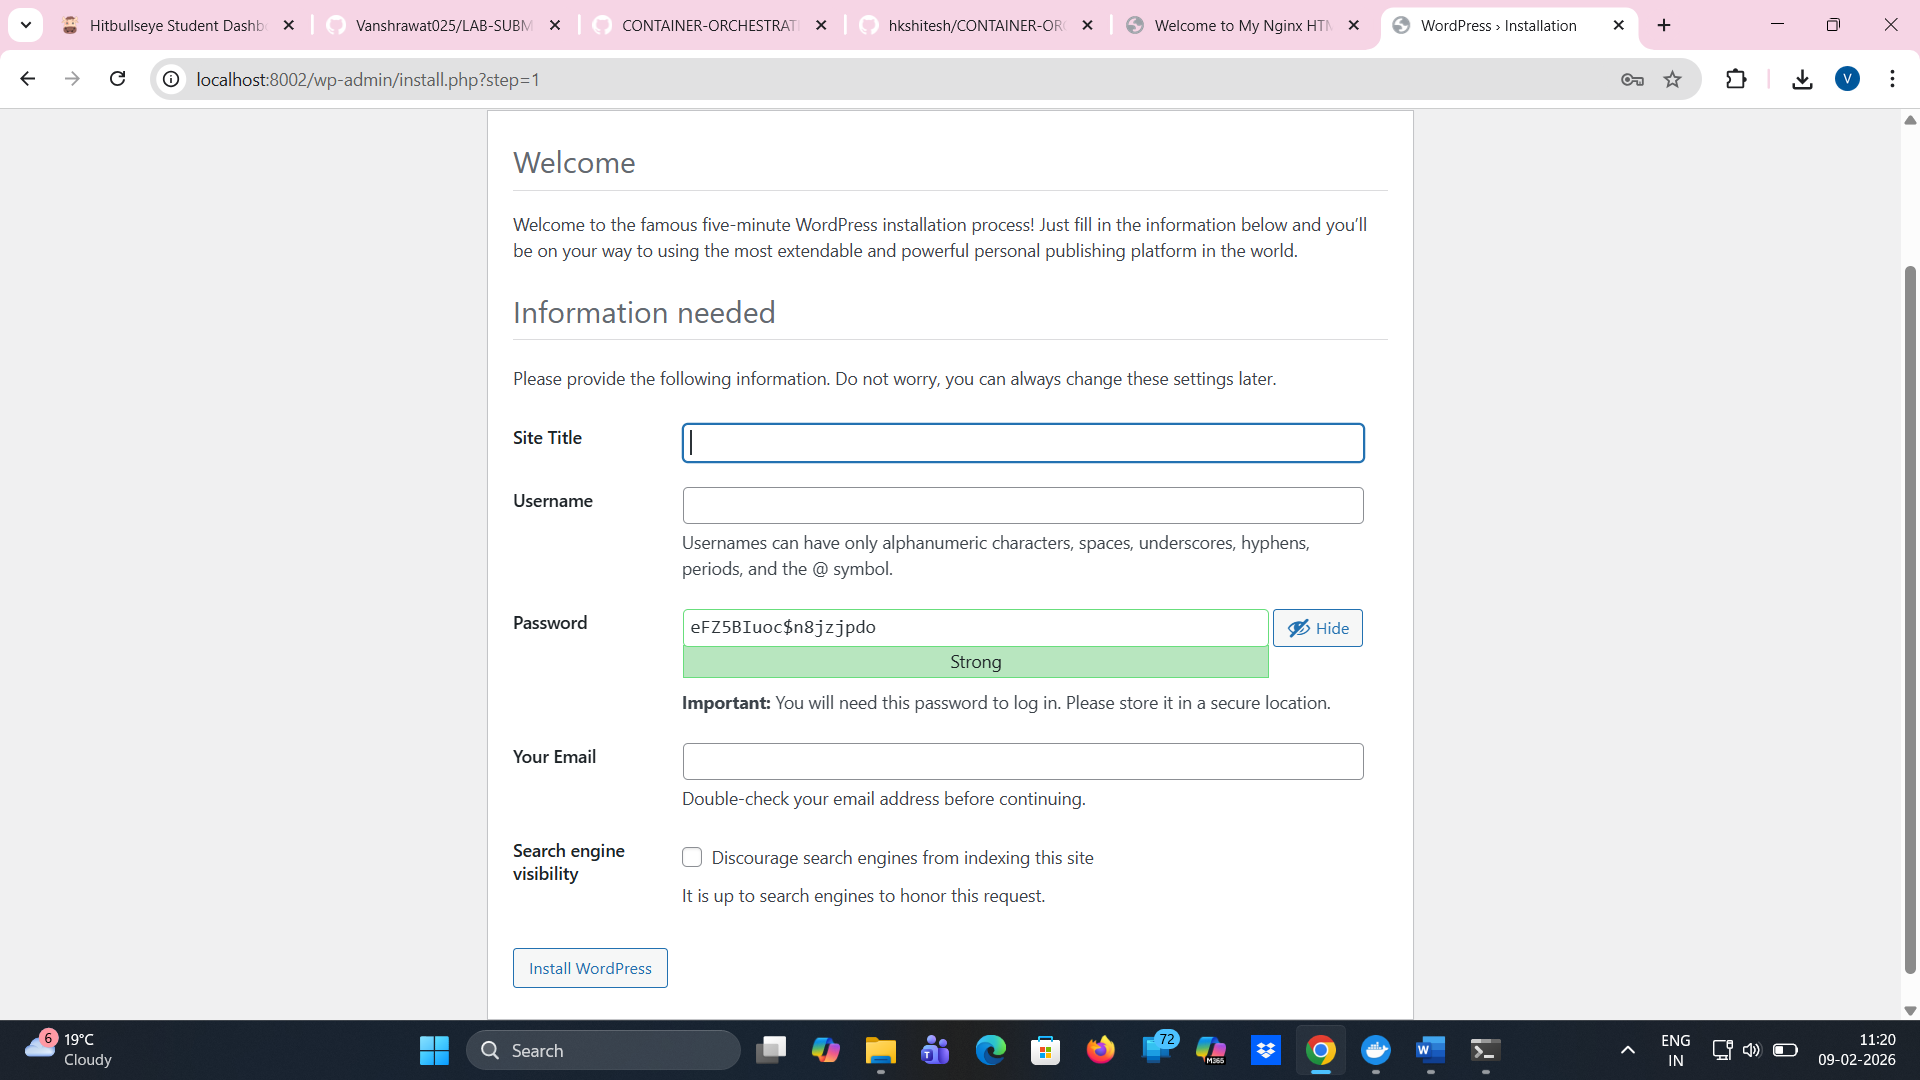 Hitbullseye Student Dashb
Vanshrawat025/LAB-SUBM
CONTAINER-ORCHESTRATI
hkshitesh/CONTAINER-ORC
Welcome to My Nginx HTM
WordPress › Installation
localhost:8002/wp-admin/install.php?step=1
V
Welcome
Welcome to the famous five-minute WordPress installation process! Just fill in the information below and you’ll
be on your way to using the most extendable and powerful personal publishing platform in the world.
Information needed
Please provide the following information. Do not worry, you can always change these settings later.
Site Title
Username
Usernames can have only alphanumeric characters, spaces, underscores, hyphens,
periods, and the @ symbol.
Password
eFZ5BIuoc$n8jzjpdo
Hide
Strong
Important: You will need this password to log in. Please store it in a secure location.
Your Email
Double-check your email address before continuing.
Search engine
visibility
Discourage search engines from indexing this site
It is up to search engines to honor this request.
Install WordPress
6
19°C
Cloudy
Search
72
M365
ENG
IN
11:20
09-02-2026